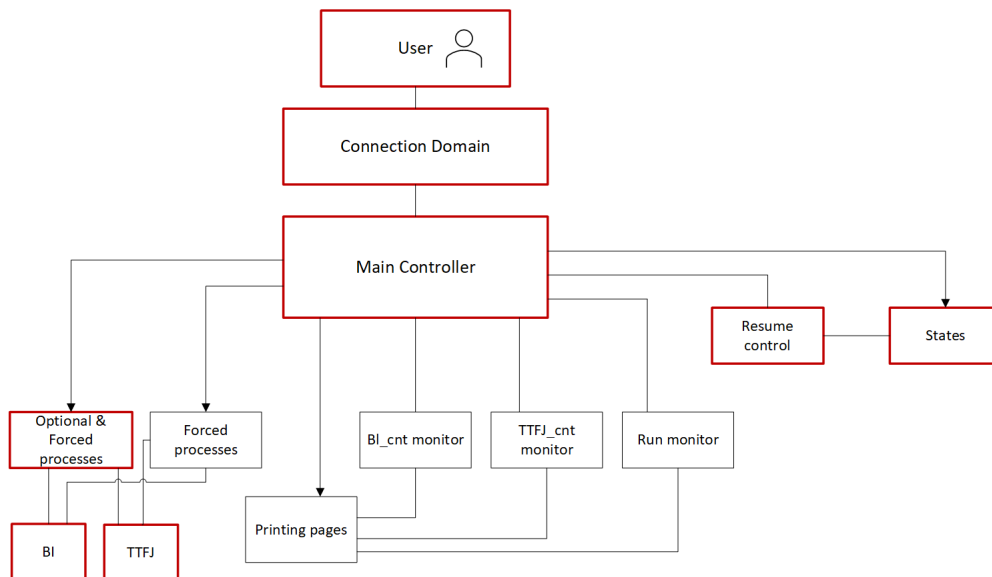 User
Connection Domain
Main Controller
Resume
control
States
Optional &
Forced
processes
Forced
processes
BI_cnt monitor
TTFJ_cnt
monitor
Run monitor
Printing pages
BI
TTFJ